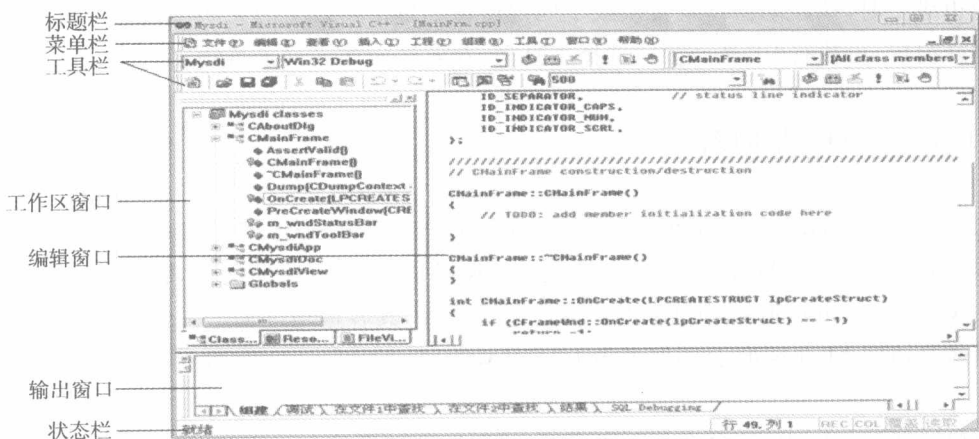 标题栏
菜单栏
工具栏
工作区窗口
编辑窗口
输出窗口
状态栏
Mysdi - Microsoft Visual C++ - [MainFrm.cpp]
文件(F) 编辑(E) 查看(V) 插入(I) 工程(P) 组建(B) 工具(T) 窗口(W) 帮助(H)
Mysdi Win32 Debug CMainFrame [All class members]
500
Mysdi classes
CAboutDlg
CMainFrame
AssertValid()
CMainFrame()
~CMainFrame()
Dump(CDumpContext
OnCreate(LPCREATES
PreCreateWindow(CRE
m_wndStatusBar
m_wndToolBar
CMysdiApp
CMysdiDoc
CMysdiView
Globals
Class... Reso... FileVi...
ID_SEPARATOR, // status line indicator
ID_INDICATOR_CAPS,
ID_INDICATOR_NUM,
ID_INDICATOR_SCRL,
};
/////////////////////////////////////////////////////////////////////////////
// CMainFrame construction/destruction
CMainFrame::CMainFrame()
{
// TODO: add member initialization code here
}
CMainFrame::~CMainFrame()
{
}
int CMainFrame::OnCreate(LPCREATESTRUCT lpCreateStruct)
{
if (CFrameWnd::OnCreate(lpCreateStruct) == -1)
return -1;
组建 调试 在文件1中查找 在文件2中查找 结果 SQL Debugging
就绪
行 49, 列 1 REC COL 覆盖 读取